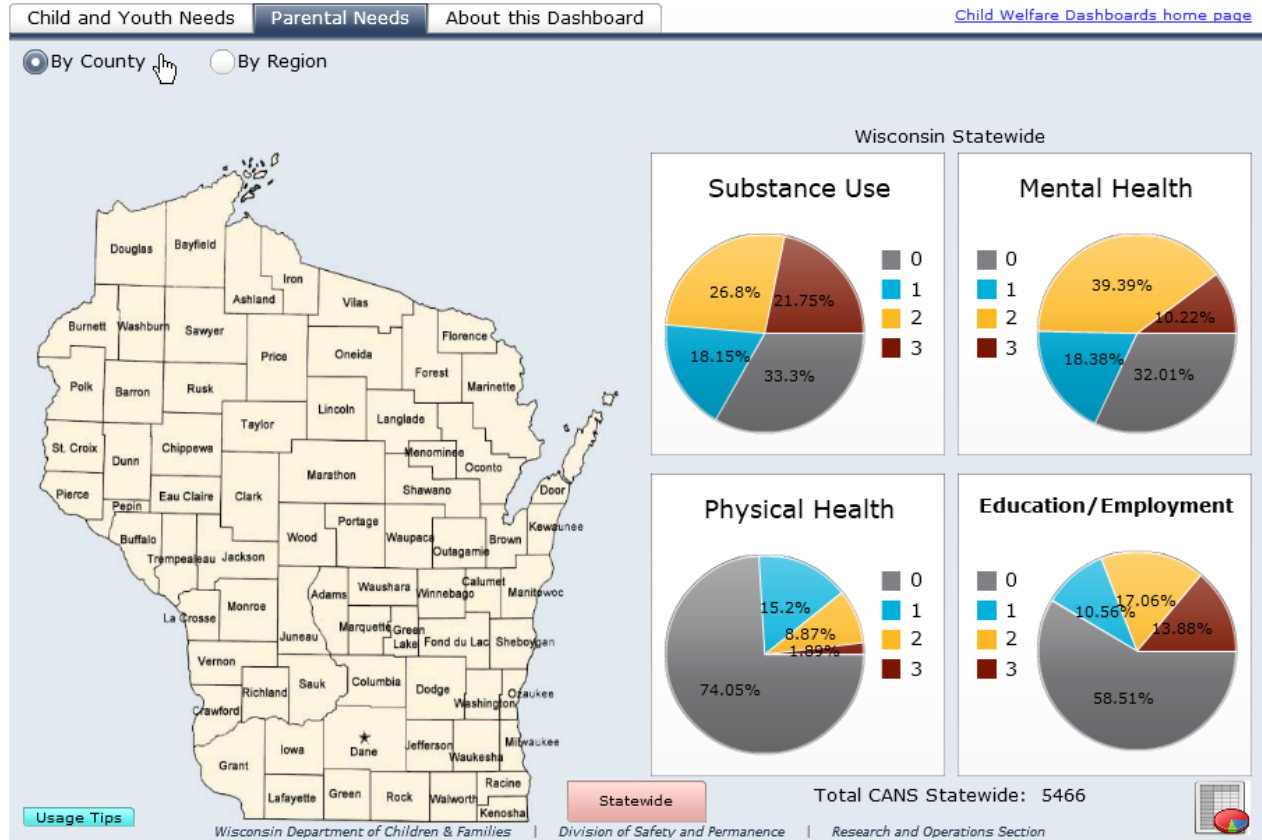 Child and Youth Needs
Parental Needs
About this Dashboard
Child Welfare Dashboards home page
By County
By Region
Wisconsin Statewide
Douglas
Bayfield
Iron
Ashland
Vilas
Burnett
Washburn
Sawyer
Florence
Price
Oneida
Forest
Polk
Barron
Rusk
Marinette
Lincoln
Langlade
Taylor
St. Croix
Dunn
Chippewa
Menominee
Oconto
Marathon
Pierce
Pepin
Eau Claire
Clark
Shawano
Door
Buffalo
Trempealeau
Jackson
Wood
Portage
Waupaca
Outagamie
Brown
Kewaunee
La Crosse
Monroe
Juneau
Adams
Waushara
Winnebago
Calumet
Manitowoc
Marquette
Green
Lake
Fond du Lac
Sheboygan
Vernon
Crawford
Richland
Sauk
Columbia
Dodge
Washington
Ozaukee
Grant
Iowa
Dane
Jefferson
Waukesha
Milwaukee
Lafayette
Green
Rock
Walworth
Racine
Kenosha
Substance Use
26.8%
21.75%
18.15%
33.3%
0
1
2
3
Mental Health
39.39%
10.22%
18.38%
32.01%
0
1
2
3
Physical Health
15.2%
8.87%
1.89%
74.05%
0
1
2
3
Education/Employment
0
1
2
3
10.56%
17.06%
13.88%
58.51%
Usage Tips
Statewide
Total CANS Statewide: 5466
Wisconsin Department of Children & Families | Division of Safety and Permanence | Research and Operations Section